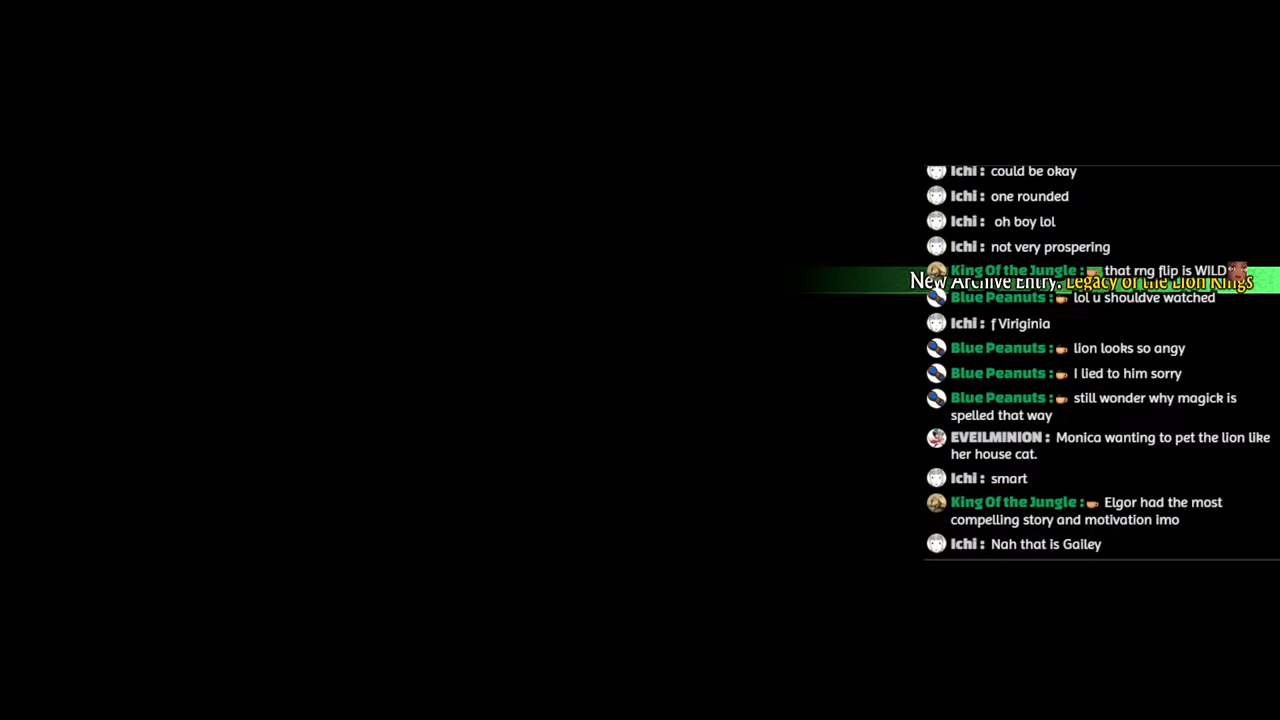 Ichi : could be okay
Ichi : one rounded
Ichi : oh boy lol
Ichi : not very prospering
King Of the Jungle : that rng flip is WILD
New Archive Entry: Legacy of the Lion Kings
Blue Peanuts : lol u shouldve watched
Ichi : f Viriginia
Blue Peanuts : lion looks so angy
Blue Peanuts : I lied to him sorry
Blue Peanuts : still wonder why magick is
spelled that way
EVEILMINION : Monica wanting to pet the lion like
her house cat.
Ichi : smart
King Of the Jungle : Elgor had the most
compelling story and motivation imo
Ichi : Nah that is Gailey